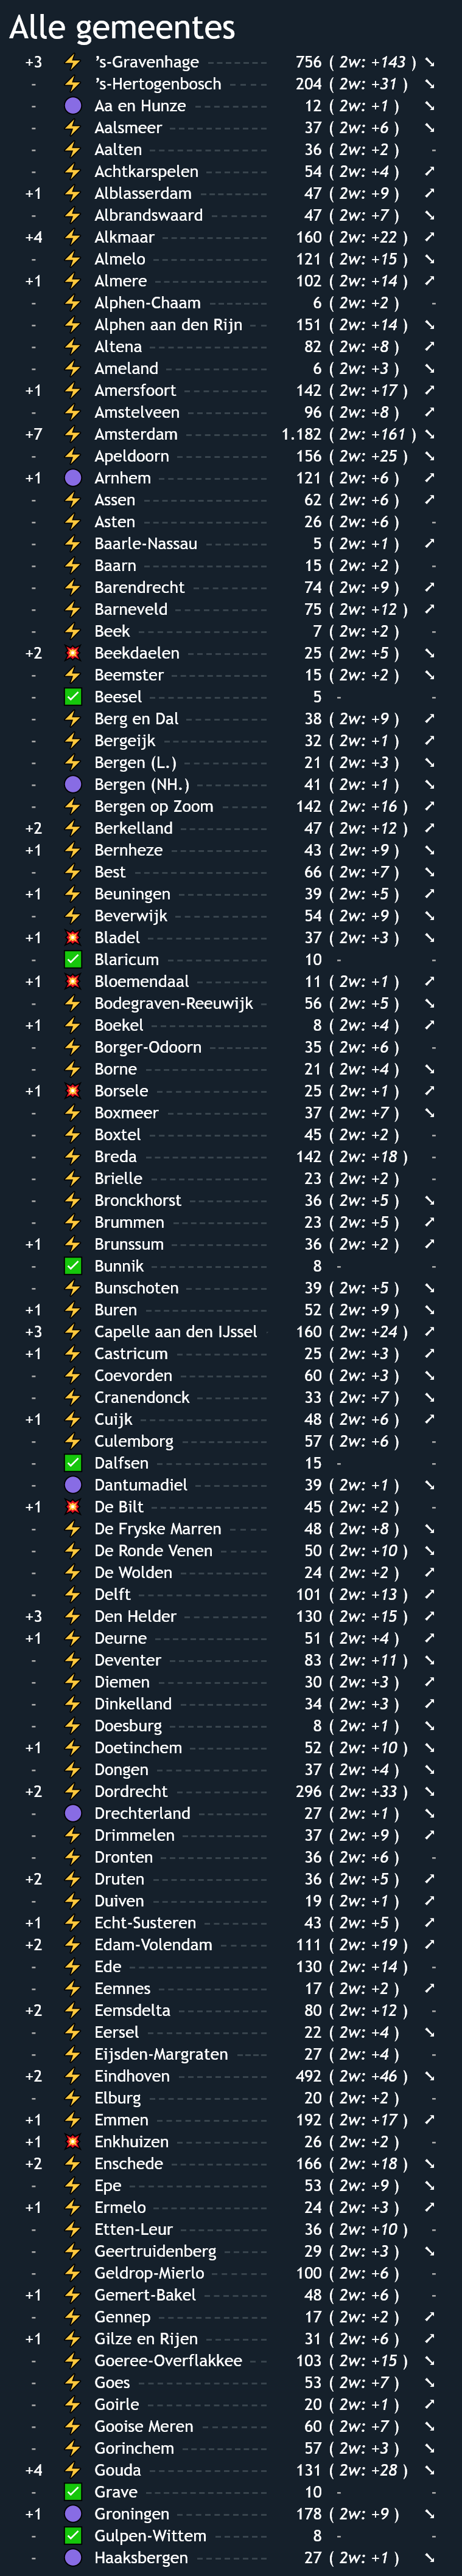 Alle gemeentes
+3 ⚡ ’s-Gravenhage 756 ( 2w: +143 ) ➘
- ⚡ ’s-Hertogenbosch 204 ( 2w: +31 ) ➘
- 🟣 Aa en Hunze 12 ( 2w: +1 ) ➘
- ⚡ Aalsmeer 37 ( 2w: +6 ) ➘
- ⚡ Aalten 36 ( 2w: +2 ) -
- ⚡ Achtkarspelen 54 ( 2w: +4 ) ➚
+1 ⚡ Alblasserdam 47 ( 2w: +9 ) ➚
- ⚡ Albrandswaard 47 ( 2w: +7 ) ➘
+4 ⚡ Alkmaar 160 ( 2w: +22 ) ➚
- ⚡ Almelo 121 ( 2w: +15 ) ➘
+1 ⚡ Almere 102 ( 2w: +14 ) ➚
- ⚡ Alphen-Chaam 6 ( 2w: +2 ) -
- ⚡ Alphen aan den Rijn 151 ( 2w: +14 ) ➘
- ⚡ Altena 82 ( 2w: +8 ) ➚
- ⚡ Ameland 6 ( 2w: +3 ) ➘
+1 ⚡ Amersfoort 142 ( 2w: +17 ) ➚
- ⚡ Amstelveen 96 ( 2w: +8 ) ➚
+7 ⚡ Amsterdam 1.182 ( 2w: +161 ) ➘
- ⚡ Apeldoorn 156 ( 2w: +25 ) ➘
+1 🟣 Arnhem 121 ( 2w: +6 ) ➚
- ⚡ Assen 62 ( 2w: +6 ) ➚
- ⚡ Asten 26 ( 2w: +6 ) -
- ⚡ Baarle-Nassau 5 ( 2w: +1 ) ➚
- ⚡ Baarn 15 ( 2w: +2 ) -
- ⚡ Barendrecht 74 ( 2w: +9 ) ➚
- ⚡ Barneveld 75 ( 2w: +12 ) ➚
- ⚡ Beek 7 ( 2w: +2 ) -
+2 💥 Beekdaelen 25 ( 2w: +5 ) ➘
- ⚡ Beemster 15 ( 2w: +2 ) ➘
- ✅ Beesel 5 - -
- ⚡ Berg en Dal 38 ( 2w: +9 ) ➚
- ⚡ Bergeijk 32 ( 2w: +1 ) ➚
- ⚡ Bergen (L.) 21 ( 2w: +3 ) ➘
- 🟣 Bergen (NH.) 41 ( 2w: +1 ) ➘
- ⚡ Bergen op Zoom 142 ( 2w: +16 ) ➚
+2 ⚡ Berkelland 47 ( 2w: +12 ) ➚
+1 ⚡ Bernheze 43 ( 2w: +9 ) ➘
- ⚡ Best 66 ( 2w: +7 ) ➘
+1 ⚡ Beuningen 39 ( 2w: +5 ) ➚
- ⚡ Beverwijk 54 ( 2w: +9 ) ➘
+1 💥 Bladel 37 ( 2w: +3 ) ➘
- ✅ Blaricum 10 - -
+1 💥 Bloemendaal 11 ( 2w: +1 ) ➚
- ⚡ Bodegraven-Reeuwijk 56 ( 2w: +5 ) ➘
+1 ⚡ Boekel 8 ( 2w: +4 ) ➚
- ⚡ Borger-Odoorn 35 ( 2w: +6 ) -
- ⚡ Borne 21 ( 2w: +4 ) ➘
+1 💥 Borsele 25 ( 2w: +1 ) ➚
- ⚡ Boxmeer 37 ( 2w: +7 ) ➘
- ⚡ Boxtel 45 ( 2w: +2 ) -
- ⚡ Breda 142 ( 2w: +18 ) -
- ⚡ Brielle 23 ( 2w: +2 ) -
- ⚡ Bronckhorst 36 ( 2w: +5 ) ➘
- ⚡ Brummen 23 ( 2w: +5 ) ➚
+1 ⚡ Brunssum 36 ( 2w: +2 ) ➚
- ✅ Bunnik 8 - -
- ⚡ Bunschoten 39 ( 2w: +5 ) ➘
+1 ⚡ Buren 52 ( 2w: +9 ) ➘
+3 ⚡ Capelle aan den IJssel 160 ( 2w: +24 ) ➚
+1 ⚡ Castricum 25 ( 2w: +3 ) ➚
- ⚡ Coevorden 60 ( 2w: +3 ) ➘
- ⚡ Cranendonck 33 ( 2w: +7 ) ➘
+1 ⚡ Cuijk 48 ( 2w: +6 ) ➚
- ⚡ Culemborg 57 ( 2w: +6 ) -
- ✅ Dalfsen 15 - -
- 🟣 Dantumadiel 39 ( 2w: +1 ) ➘
+1 💥 De Bilt 45 ( 2w: +2 ) -
- ⚡ De Fryske Marren 48 ( 2w: +8 ) ➘
- ⚡ De Ronde Venen 50 ( 2w: +10 ) ➘
- ⚡ De Wolden 24 ( 2w: +2 ) ➚
- ⚡ Delft 101 ( 2w: +13 ) ➚
+3 ⚡ Den Helder 130 ( 2w: +15 ) ➚
+1 ⚡ Deurne 51 ( 2w: +4 ) ➚
- ⚡ Deventer 83 ( 2w: +11 ) ➘
- ⚡ Diemen 30 ( 2w: +3 ) ➚
- ⚡ Dinkelland 34 ( 2w: +3 ) ➚
- ⚡ Doesburg 8 ( 2w: +1 ) ➘
+1 ⚡ Doetinchem 52 ( 2w: +10 ) ➘
- ⚡ Dongen 37 ( 2w: +4 ) ➘
+2 ⚡ Dordrecht 296 ( 2w: +33 ) ➘
- 🟣 Drechterland 27 ( 2w: +1 ) ➘
- ⚡ Drimmelen 37 ( 2w: +9 ) ➚
- ⚡ Dronten 36 ( 2w: +6 ) -
+2 ⚡ Druten 36 ( 2w: +5 ) ➚
- ⚡ Duiven 19 ( 2w: +1 ) ➚
+1 ⚡ Echt-Susteren 43 ( 2w: +5 ) ➚
+2 ⚡ Edam-Volendam 111 ( 2w: +19 ) ➚
- ⚡ Ede 130 ( 2w: +14 ) -
- ⚡ Eemnes 17 ( 2w: +2 ) ➚
+2 ⚡ Eemsdelta 80 ( 2w: +12 ) -
- ⚡ Eersel 22 ( 2w: +4 ) ➘
- ⚡ Eijsden-Margraten 27 ( 2w: +4 ) -
+2 ⚡ Eindhoven 492 ( 2w: +46 ) ➘
- ⚡ Elburg 20 ( 2w: +2 ) -
+1 ⚡ Emmen 192 ( 2w: +17 ) ➚
+1 💥 Enkhuizen 26 ( 2w: +2 ) -
+2 ⚡ Enschede 166 ( 2w: +18 ) ➘
- ⚡ Epe 53 ( 2w: +9 ) ➘
+1 ⚡ Ermelo 24 ( 2w: +3 ) ➚
- ⚡ Etten-Leur 36 ( 2w: +10 ) -
- ⚡ Geertruidenberg 29 ( 2w: +3 ) ➘
- ⚡ Geldrop-Mierlo 100 ( 2w: +6 ) -
+1 ⚡ Gemert-Bakel 48 ( 2w: +6 ) -
- ⚡ Gennep 17 ( 2w: +2 ) ➚
+1 ⚡ Gilze en Rijen 31 ( 2w: +6 ) ➚
- ⚡ Goeree-Overflakkee 103 ( 2w: +15 ) ➘
- ⚡ Goes 53 ( 2w: +7 ) ➘
- ⚡ Goirle 20 ( 2w: +1 ) ➚
- ⚡ Gooise Meren 60 ( 2w: +7 ) ➘
- ⚡ Gorinchem 57 ( 2w: +3 ) ➘
+4 ⚡ Gouda 131 ( 2w: +28 ) ➘
- ✅ Grave 10 - -
+1 🟣 Groningen 178 ( 2w: +9 ) ➘
- ✅ Gulpen-Wittem 8 - -
- 🟣 Haaksbergen 27 ( 2w: +1 ) ➘